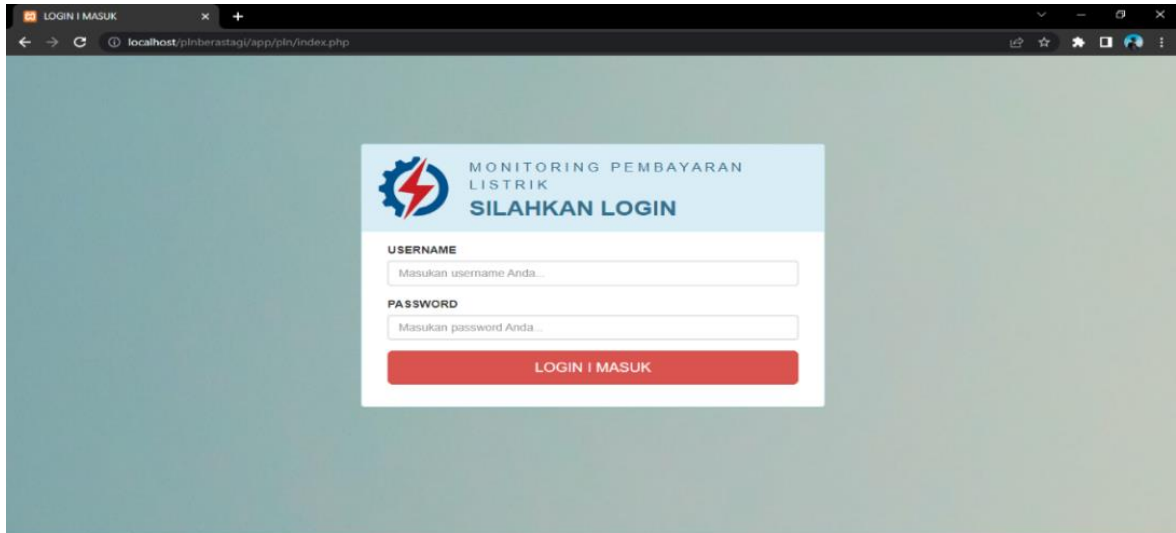 LOGIN I MASUK
localhost/plnberastagi/app/pln/index.php
MONITORING PEMBAYARAN
LISTRIK
SILAHKAN LOGIN
USERNAME
Masukan username Anda...
PASSWORD
Masukan password Anda...
LOGIN I MASUK